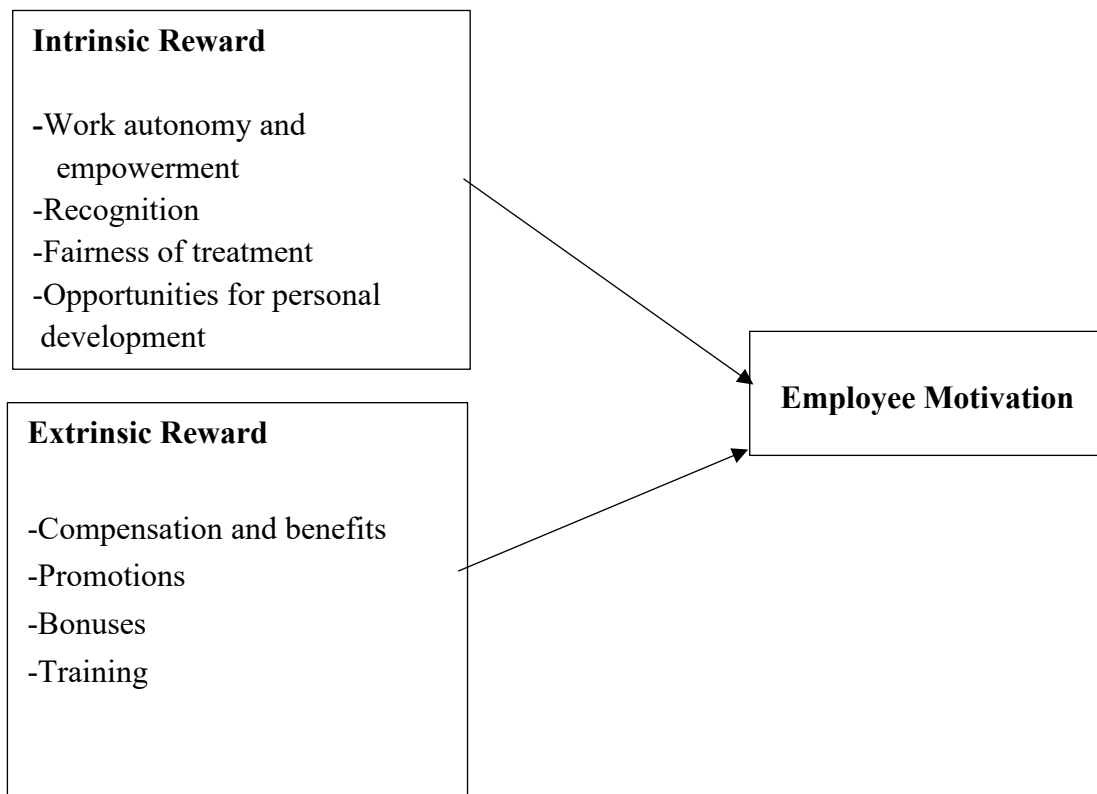 Intrinsic Reward
-Work autonomy and
empowerment
-Recognition
-Fairness of treatment
-Opportunities for personal
development
Employee Motivation
Extrinsic Reward
-Compensation and benefits
-Promotions
-Bonuses
-Training